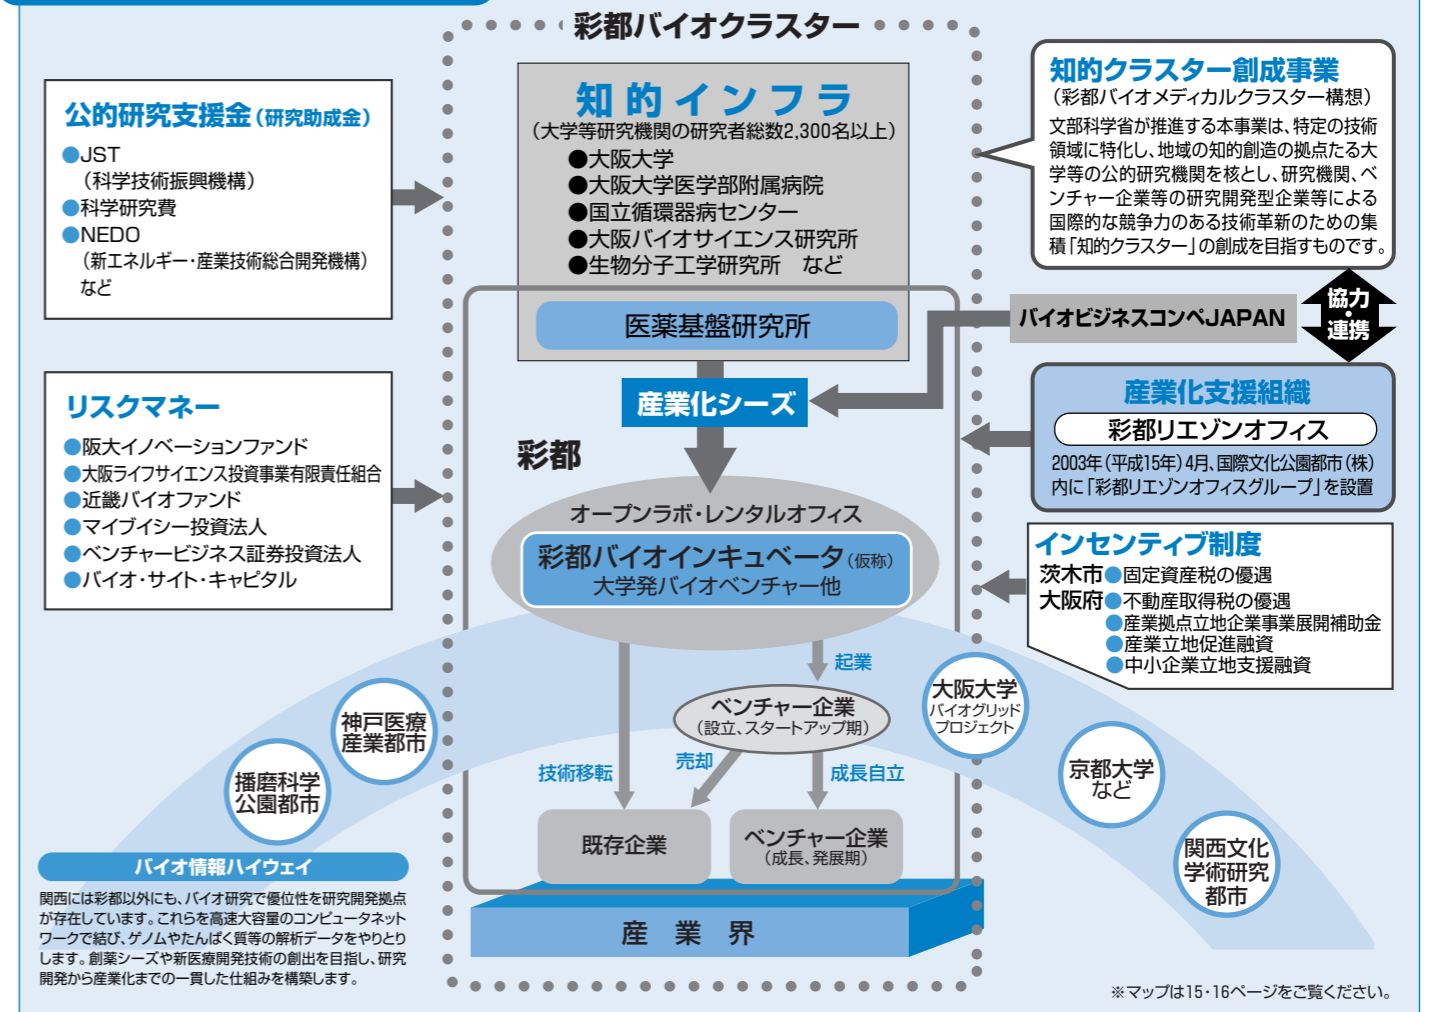 彩都バイオクラスター
公的研究支援金(研究助成金)
●JST
(科学技術振興機構)
●科学研究費
●NEDO
(新エネルギー・産業技術総合開発機構)
など
リスクマネー
●阪大イノベーションファンド
●大阪ライフサイエンス投資事業有限責任組合
●近畿バイオファンド
●マイブイシー投資法人
●ベンチャービジネス証券投資法人
●バイオ・サイト・キャピタル
知的インフラ
(大学等研究機関の研究者総数2,300名以上)
●大阪大学
●大阪大学医学部附属病院
●国立循環器病センター
●大阪バイオサイエンス研究所
●生物分子工学研究所 など
医薬基盤研究所
産業化シーズ
彩都
オープンラボ・レンタルオフィス
彩都バイオインキュベータ(仮称)
大学発バイオベンチャー他
起業
ベンチャー企業
(設立、スタートアップ期)
技術移転
売却
成長自立
既存企業
ベンチャー企業
(成長、発展期)
産業界
知的クラスター創成事業
(彩都バイオメディカルクラスター構想)
文部科学省が推進する本事業は、特定の技術
領域に特化し、地域の知的創造の拠点たる大
学等の公的研究機関を核とし、研究機関、ベ
ンチャー企業等の研究開発型企業等による
国際的な競争力のある技術革新のための集
積「知的クラスター」の創成を目指すものです。
バイオビジネスコンペJAPAN
協力
・
連携
産業化支援組織
彩都リエゾンオフィス
2003年(平成15年)4月、国際文化公園都市(株)
内に「彩都リエゾンオフィスグループ」を設置
インセンティブ制度
茨木市●固定資産税の優遇
大阪府●不動産取得税の優遇
●産業拠点立地企業事業展開補助金
●産業立地促進融資
●中小企業立地支援融資
神戸医療
産業都市
播磨科学
公園都市
大阪大学
バイオグリッド
プロジェクト
京都大学
など
関西文化
学術研究
都市
バイオ情報ハイウェイ
関西には彩都以外にも、バイオ研究で優位性を研究開発拠点
が存在しています。これらを高速大容量のコンピュータネット
ワークで結び、ゲノムやたんぱく質等の解析データをやりとり
します。創薬シーズや新医療開発技術の創出を目指し、研究
開発から産業化までの一貫した仕組みを構築します。
※マップは15・16ページをご覧ください。